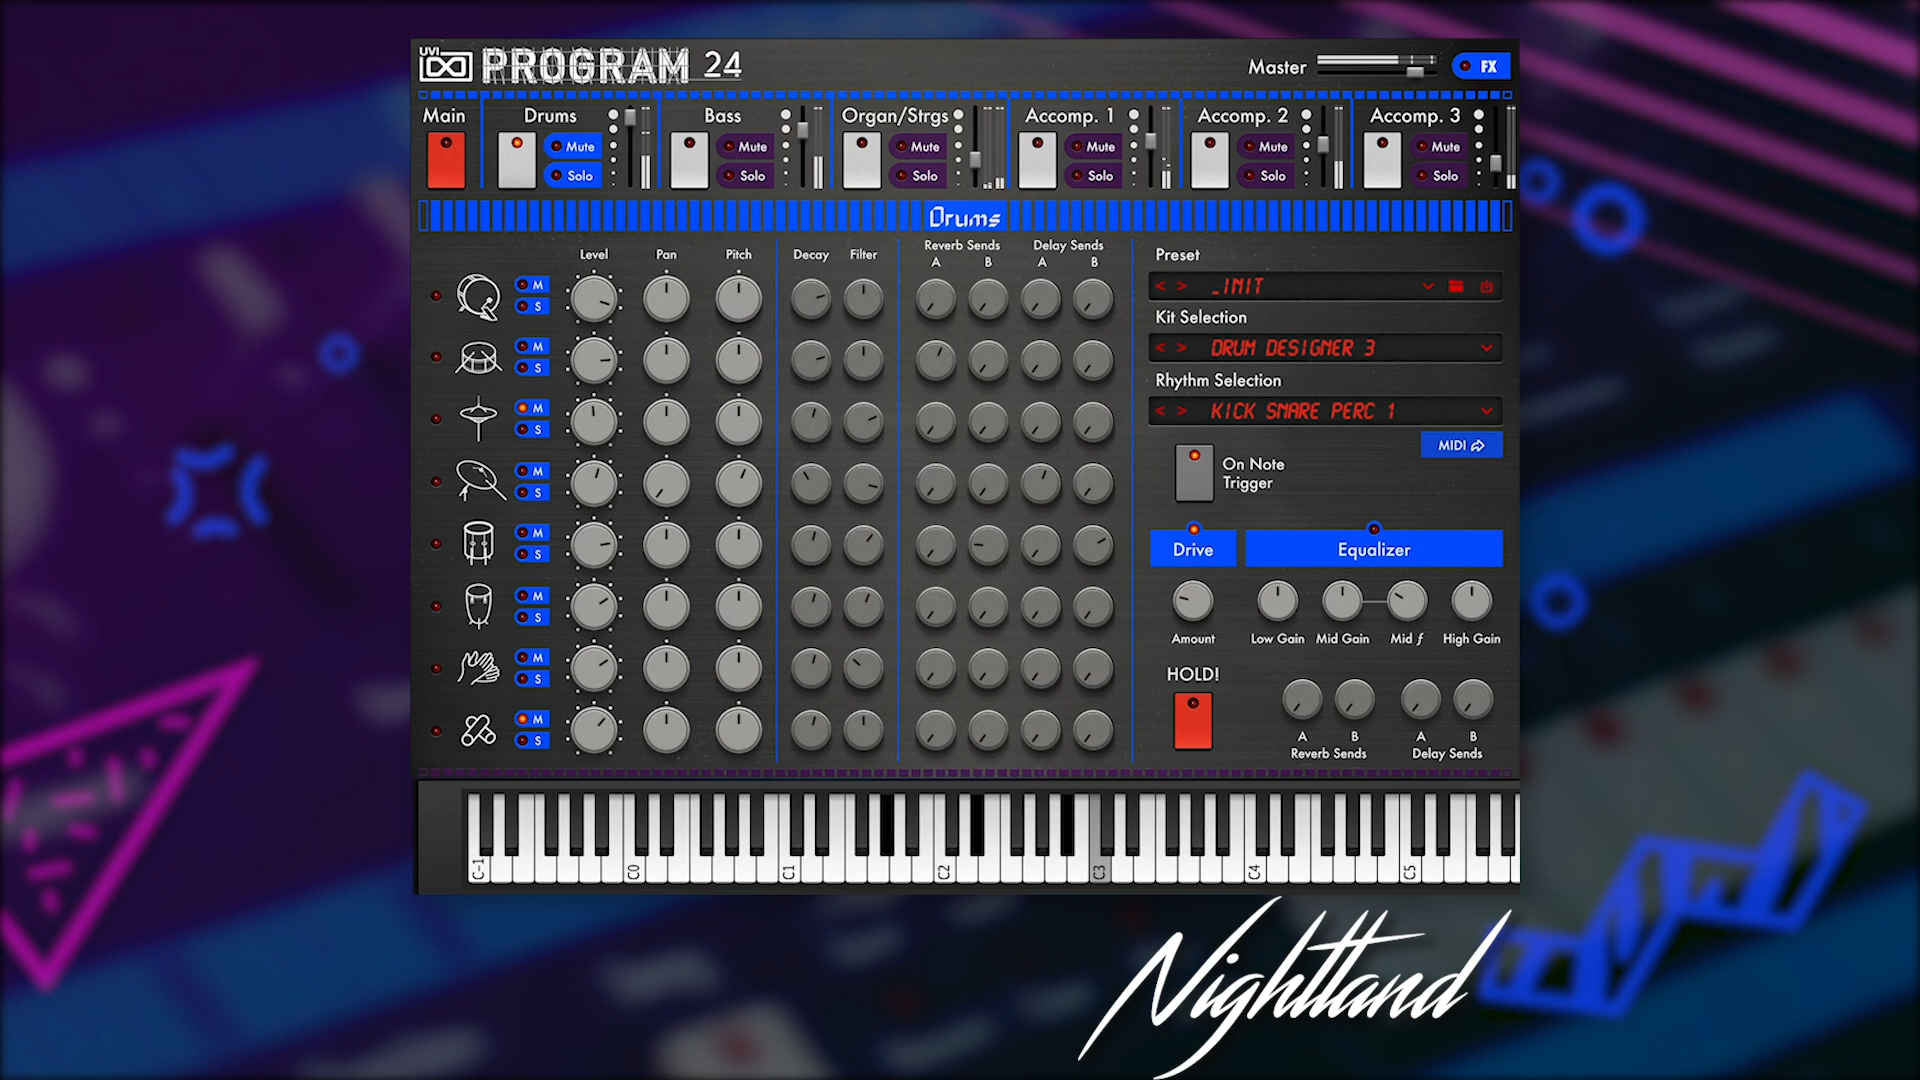 UVI PROGRAM 24
Master FX
Main Drums Bass Organ/Strgs Accomp. 1 Accomp. 2 Accomp. 3
Mute Mute Mute Mute Mute Mute
Solo Solo Solo Solo Solo Solo
Drums
Level Pan Pitch Decay Filter Reverb Sends Delay Sends
A B A B
M
S
M
S
M
S
M
S
M
S
M
S
M
S
M
S
Preset
< > _INIT
Kit Selection
< > DRUM DESIGNER 3
Rhythm Selection
< > KICK SNARE PERC 1
MIDI
On Note
Trigger
Drive Equalizer
Amount Low Gain Mid Gain Mid ƒ High Gain
HOLD!
A B A B
Reverb Sends Delay Sends
C-1 C0 C1 C2 C3 C4 C5
Nightland